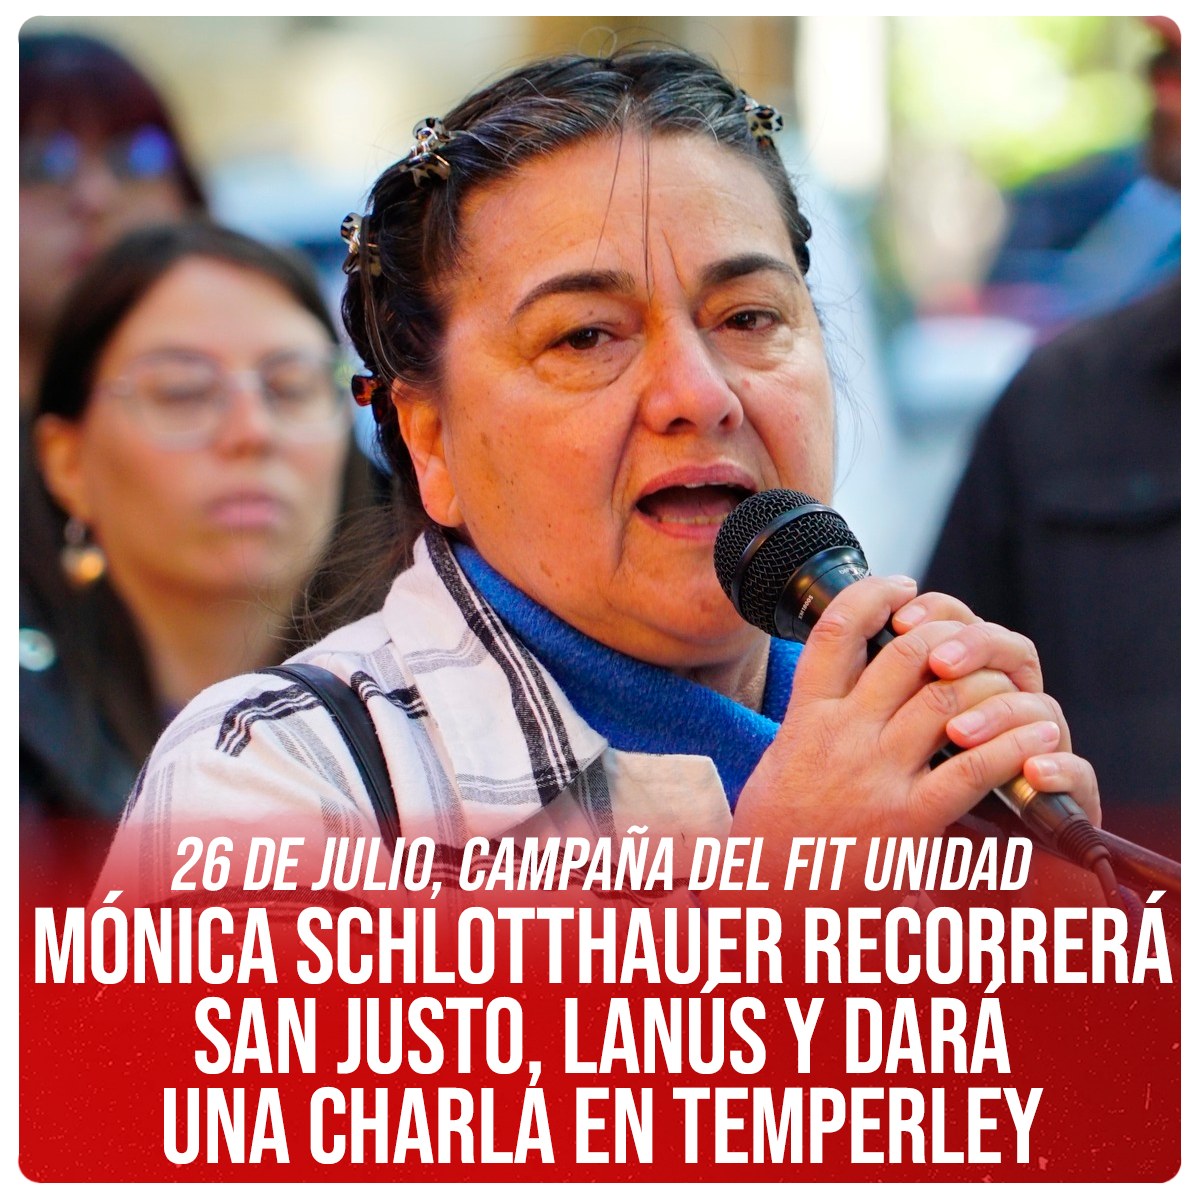 26 DE JULIO, CAMPAÑA DEL FIT UNIDAD
MÓNICA SCHLOTTHAUER RECORRERÁ
SAN JUSTO, LANÚS Y DARÁ
UNA CHARLA EN TEMPERLEY